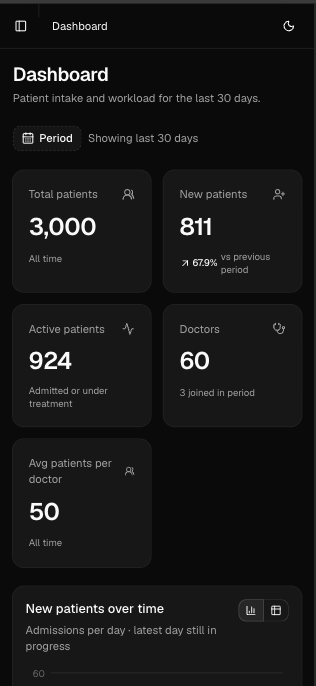 Dashboard
Dashboard
Patient intake and workload for the last 30 days.
Period Showing last 30 days
Total patients
3,000
All time
New patients
811
67.9% vs previous
period
Active patients
924
Admitted or under
treatment
Doctors
60
3 joined in period
Avg patients per
doctor
50
All time
New patients over time
Admissions per day · latest day still in
progress
60